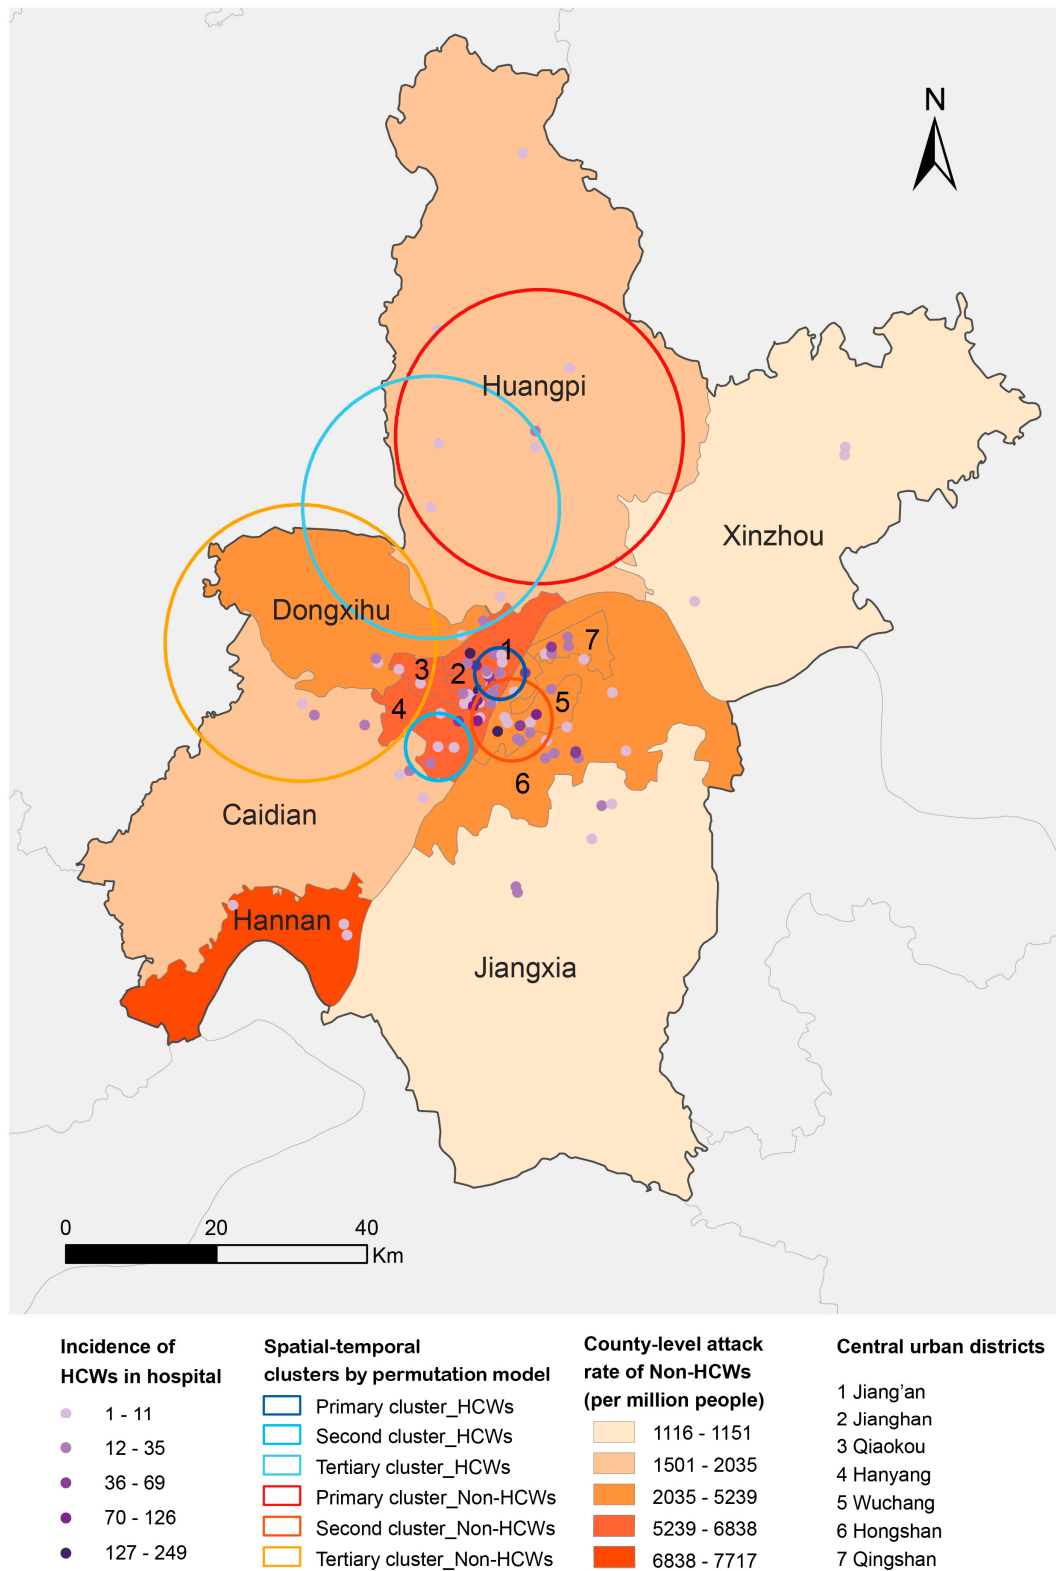 N
Huangpi
Xinzhou
Dongxihu
1
7
3
2
5
4
6
Caidian
Hannan
Jiangxia
0 20 40
Km
Incidence of
HCWs in hospital
1 - 11
12 - 35
36 - 69
70 - 126
127 - 249
Spatial-temporal
clusters by permutation model
Primary cluster_HCWs
Second cluster_HCWs
Tertiary cluster_HCWs
Primary cluster_Non-HCWs
Second cluster_Non-HCWs
Tertiary cluster_Non-HCWs
County-level attack
rate of Non-HCWs
(per million people)
1116 - 1151
1501 - 2035
2035 - 5239
5239 - 6838
6838 - 7717
Central urban districts
1 Jiang’an
2 Jianghan
3 Qiaokou
4 Hanyang
5 Wuchang
6 Hongshan
7 Qingshan